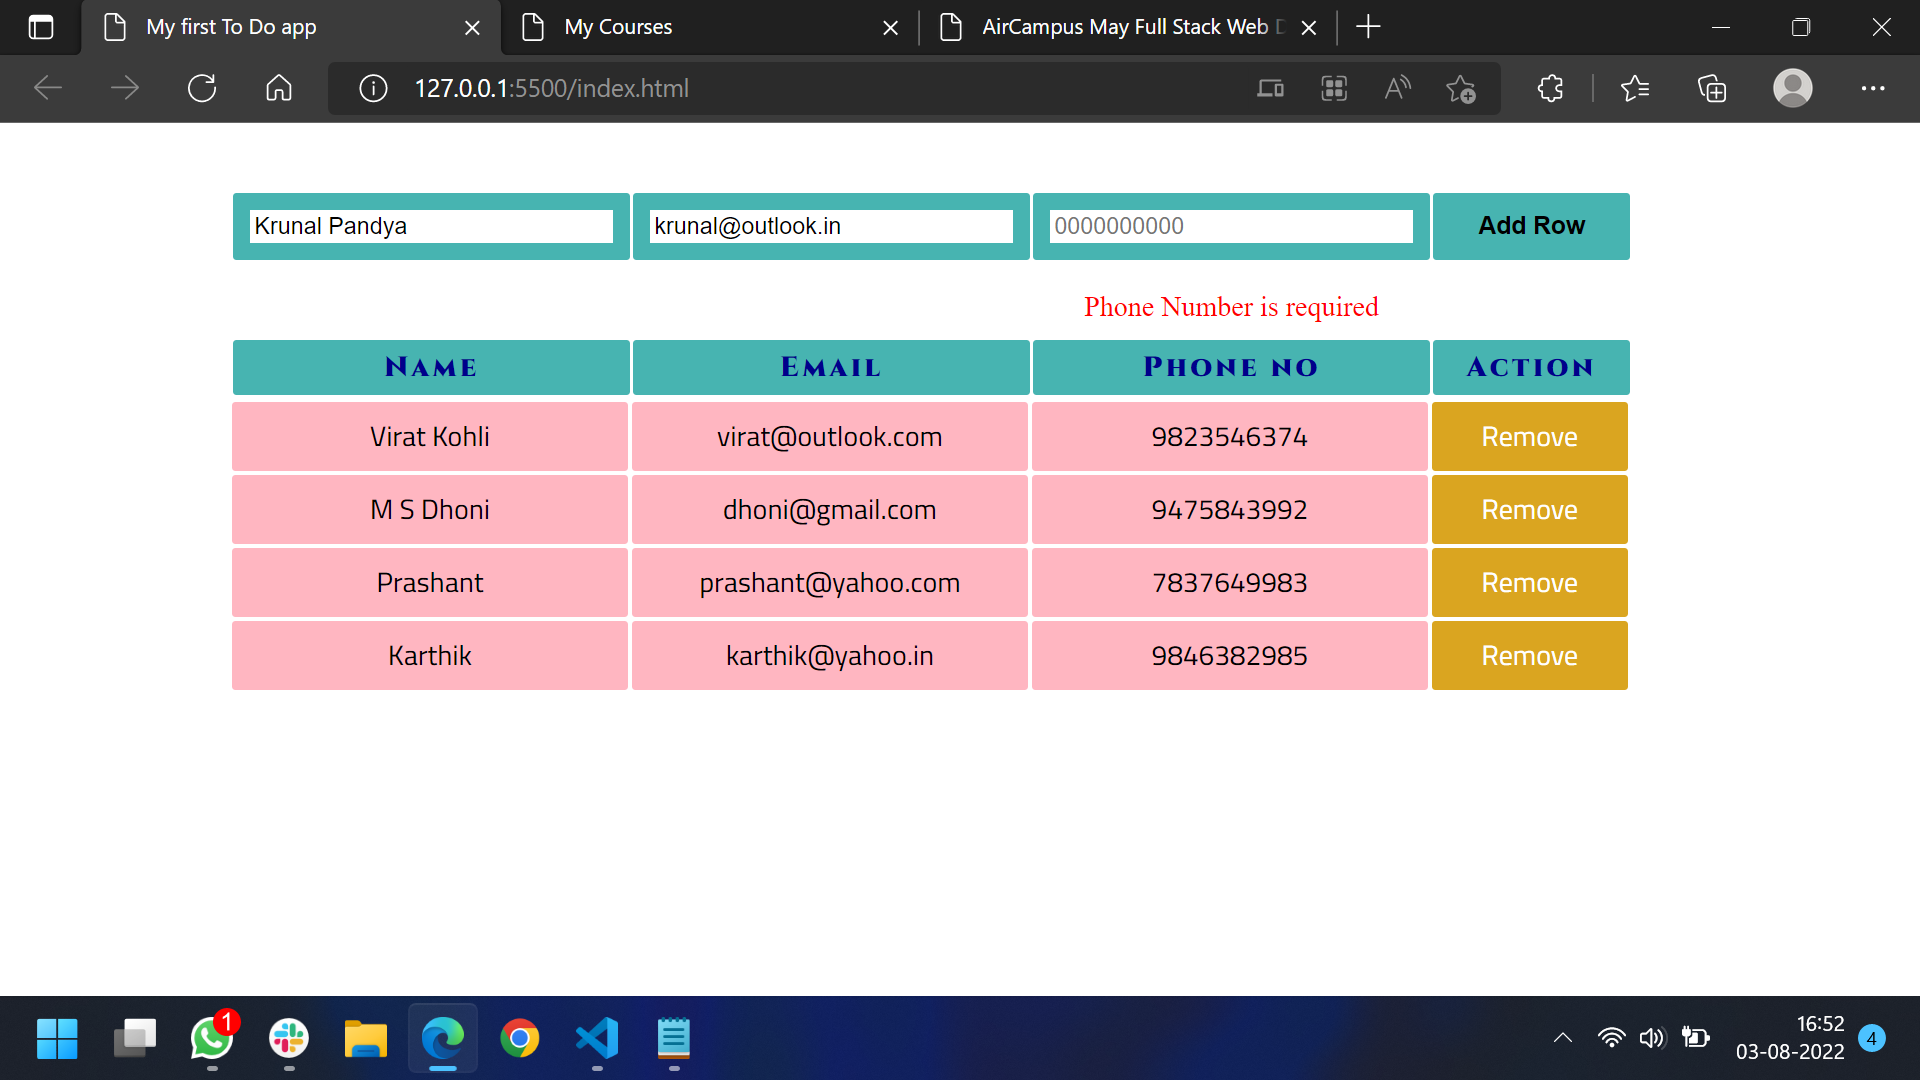 My first To Do app
My Courses
AirCampus May Full Stack Web
127.0.0.1:5500/index.html
Krunal Pandya
krunal@outlook.in
0000000000
Add Row
Phone Number is required
Name Email Phone no Action
Virat Kohli virat@outlook.com 9823546374 Remove
M S Dhoni dhoni@gmail.com 9475843992 Remove
Prashant prashant@yahoo.com 7837649983 Remove
Karthik karthik@yahoo.in 9846382985 Remove
1
16:52
03-08-2022
4